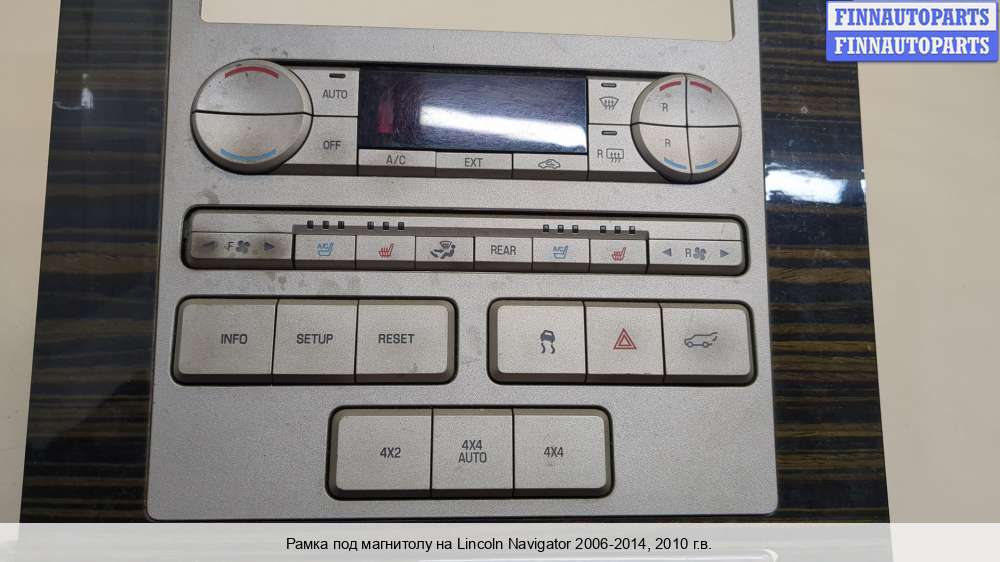 FINNAUTOPARTS
FINNAUTOPARTS
AUTO
OFF
A/C
EXT
R
R
R
F
A/C
REAR
A/C
R
INFO
SETUP
RESET
4X2
4X4
AUTO
4X4
Рамка под магнитолу на Lincoln Navigator 2006-2014, 2010 г.в.